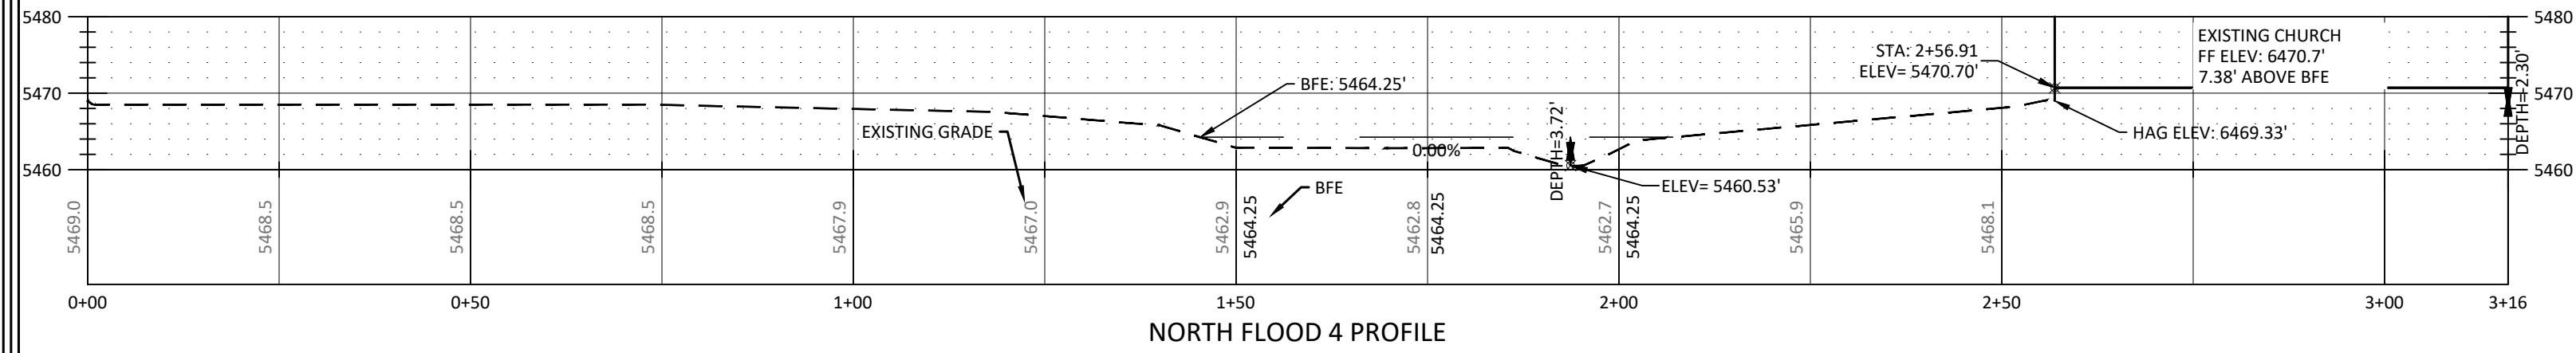 5480
5480
EXISTING CHURCH
STA: 2+56.91
FF ELEV: 6470.7'
ELEV= 5470.70'
7.38' ABOVE BFE
BFE: 5464.25'
5470
5470
DEPTH=-2.30'
EXISTING GRADE
HAG ELEV: 6469.33'
DEPTH=3.72'
0.00%
5460
5460
ELEV= 5460.53'
BFE
5469.0
5468.5
5468.5
5468.5
5467.9
5467.0
5462.9
5464.25
5462.8
5464.25
5462.7
5464.25
5465.9
5468.1
0+00
0+50
1+00
1+50
2+00
2+50
3+00
3+16
NORTH FLOOD 4 PROFILE